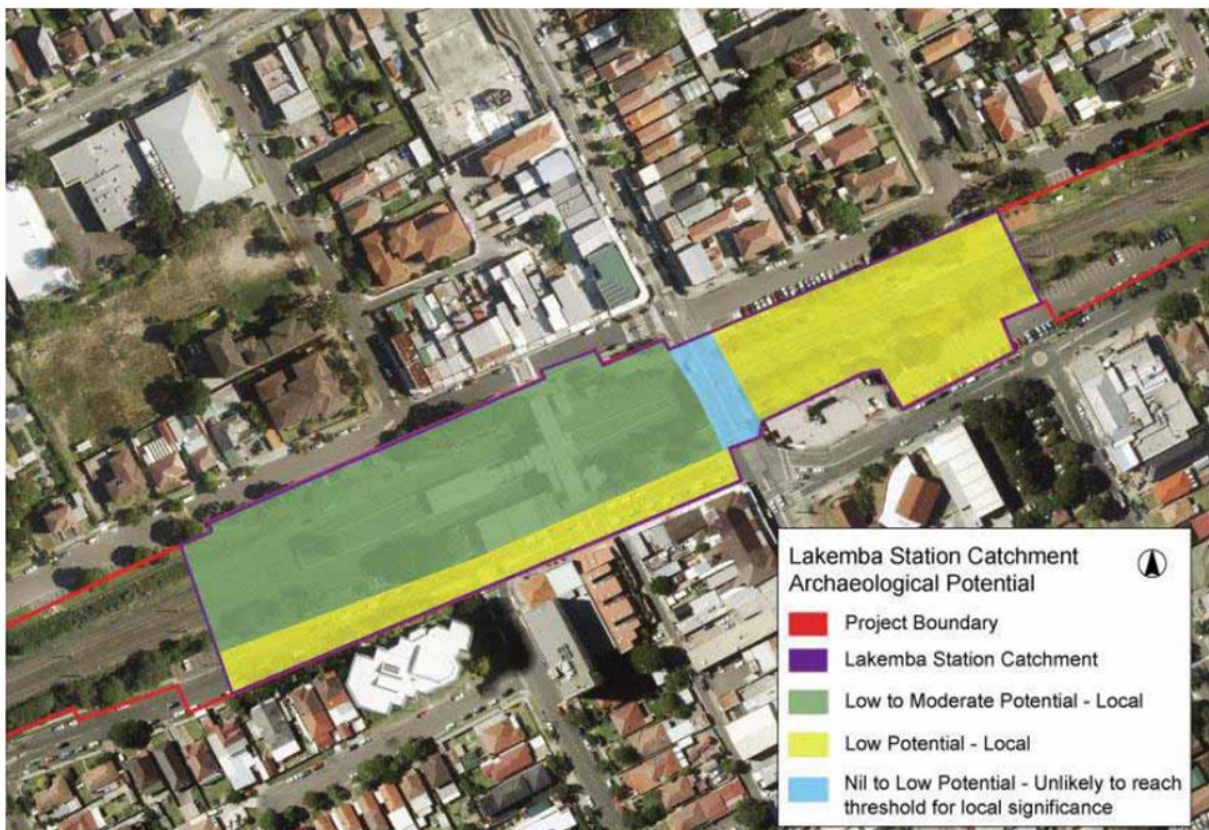 Lakemba Station Catchment
Archaeological Potential
Project Boundary
Lakemba Station Catchment
Low to Moderate Potential - Local
Low Potential - Local
Nil to Low Potential - Unlikely to reach
threshold for local significance